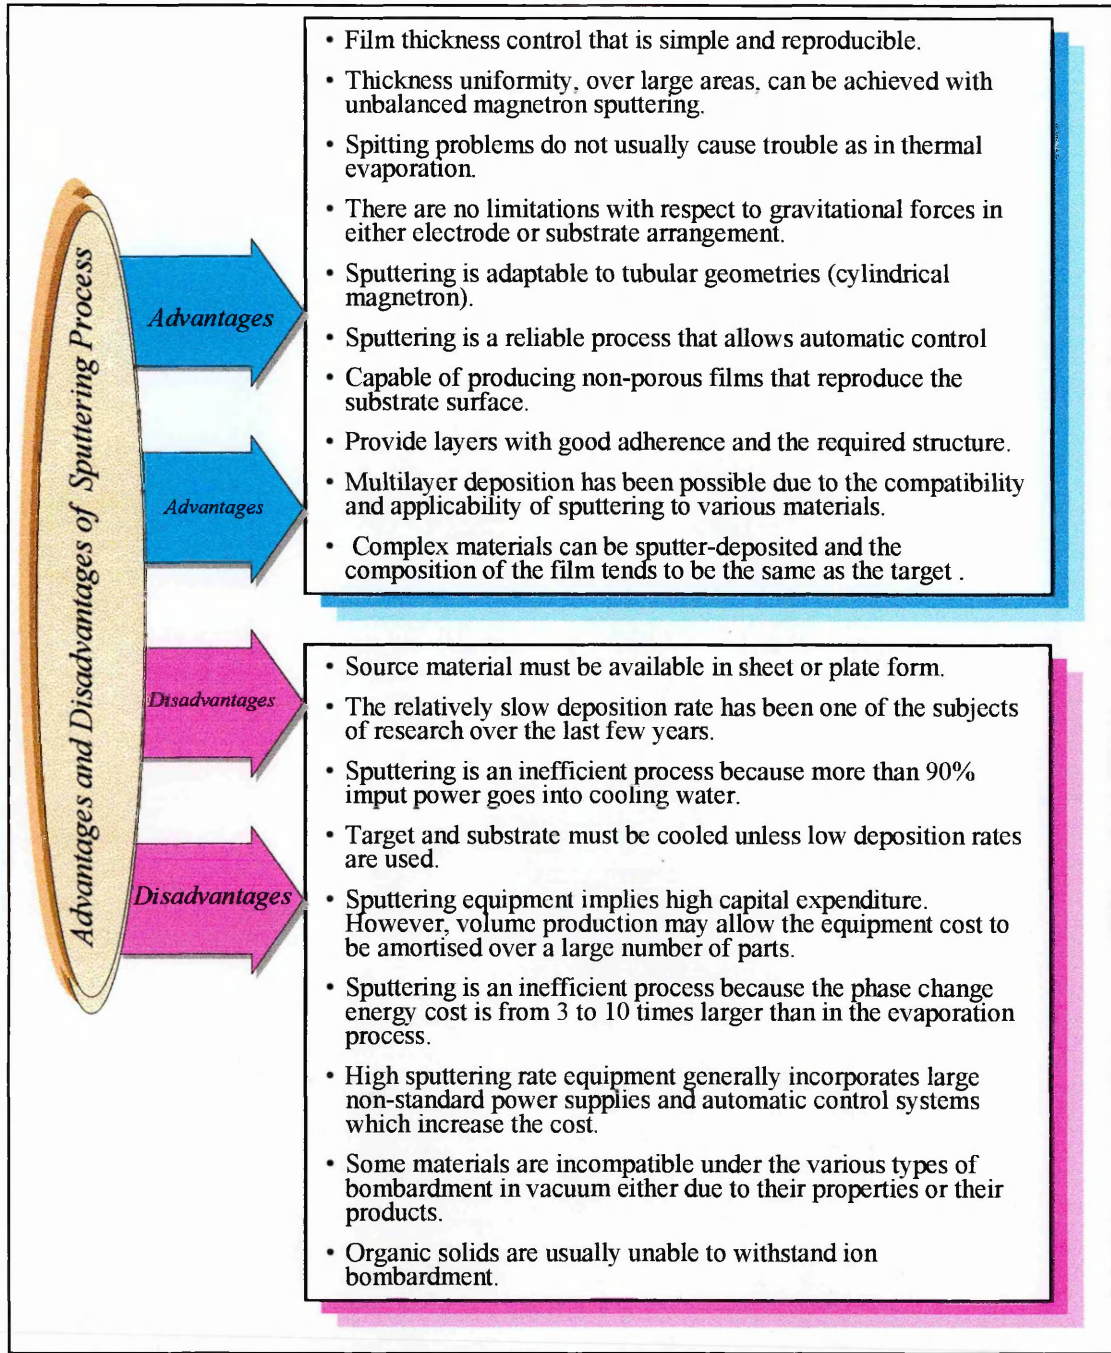 Advantages and Disadvantages of Sputtering Process
Advantages
Advantages
Disadvantages
Disadvantages
• Film thickness control that is simple and reproducible.
• Thickness uniformity, over large areas, can be achieved with
unbalanced magnetron sputtering.
• Spitting problems do not usually cause trouble as in thermal
evaporation.
• There are no limitations with respect to gravitational forces in
either electrode or substrate arrangement.
• Sputtering is adaptable to tubular geometries (cylindrical
magnetron).
• Sputtering is a reliable process that allows automatic control
• Capable of producing non-porous films that reproduce the
substrate surface.
• Provide layers with good adherence and the required structure.
• Multilayer deposition has been possible due to the compatibility
and applicability of sputtering to various materials.
• Complex materials can be sputter-deposited and the
composition of the film tends to be the same as the target .
• Source material must be available in sheet or plate form.
• The relatively slow deposition rate has been one of the subjects
of research over the last few years.
• Sputtering is an inefficient process because more than 90%
imput power goes into cooling water.
• Target and substrate must be cooled unless low deposition rates
are used.
• Sputtering equipment implies high capital expenditure.
However, volume production may allow the equipment cost to
be amortised over a large number of parts.
• Sputtering is an inefficient process because the phase change
energy cost is from 3 to 10 times larger than in the evaporation
process.
• High sputtering rate equipment generally incorporates large
non-standard power supplies and automatic control systems
which increase the cost.
• Some materials are incompatible under the various types of
bombardment in vacuum either due to their properties or their
products.
• Organic solids are usually unable to withstand ion
bombardment.